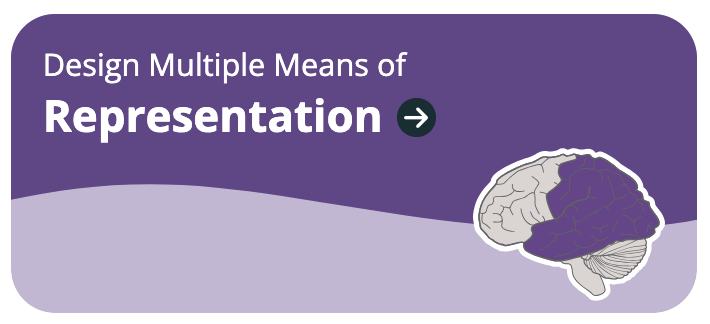 Design Multiple Means of
Representation